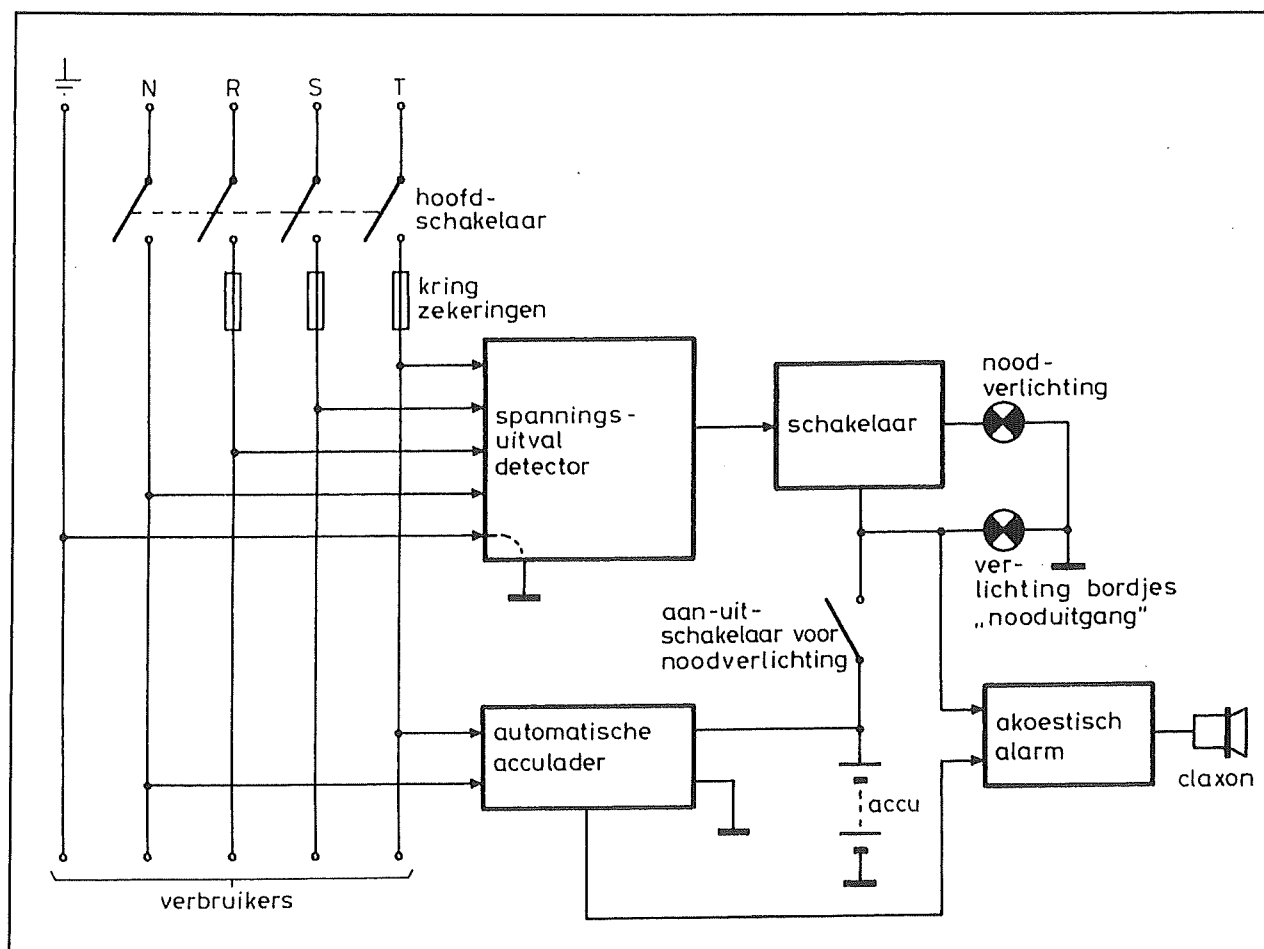 N R S T
hoofd-
schakelaar
kring
zekeringen
spannings-
uitval
detector
schakelaar
nood-
verlichting
ver-
lichting bordjes
„nooduitgang”
aan-uit-
schakelaar voor
noodverlichting
automatische
acculader
accu
akoestisch
alarm
claxon
verbruikers